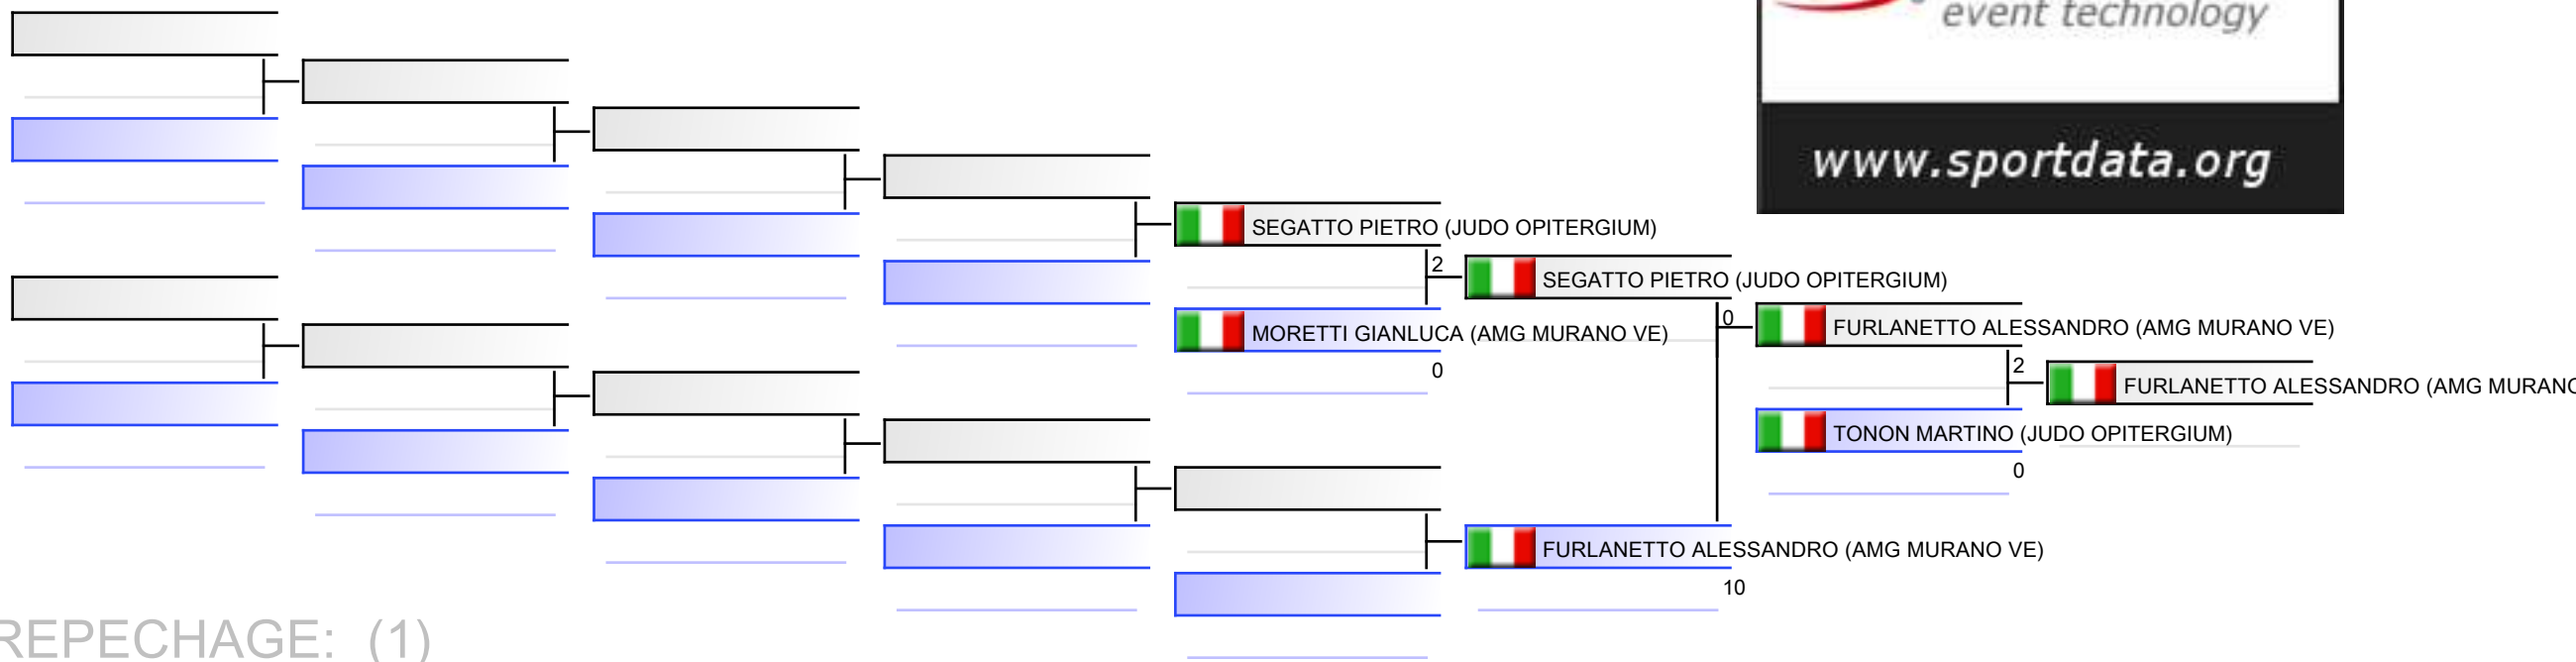 event technology
www.sportdata.org
SEGATTO PIETRO (JUDO OPITERGIUM)
2
SEGATTO PIETRO (JUDO OPITERGIUM)
MORETTI GIANLUCA (AMG MURANO VE)
0
0
FURLANETTO ALESSANDRO (AMG MURANO VE)
2
FURLANETTO ALESSANDRO (AMG MURANO
TONON MARTINO (JUDO OPITERGIUM)
0
FURLANETTO ALESSANDRO (AMG MURANO VE)
10
REPECHAGE: (1)